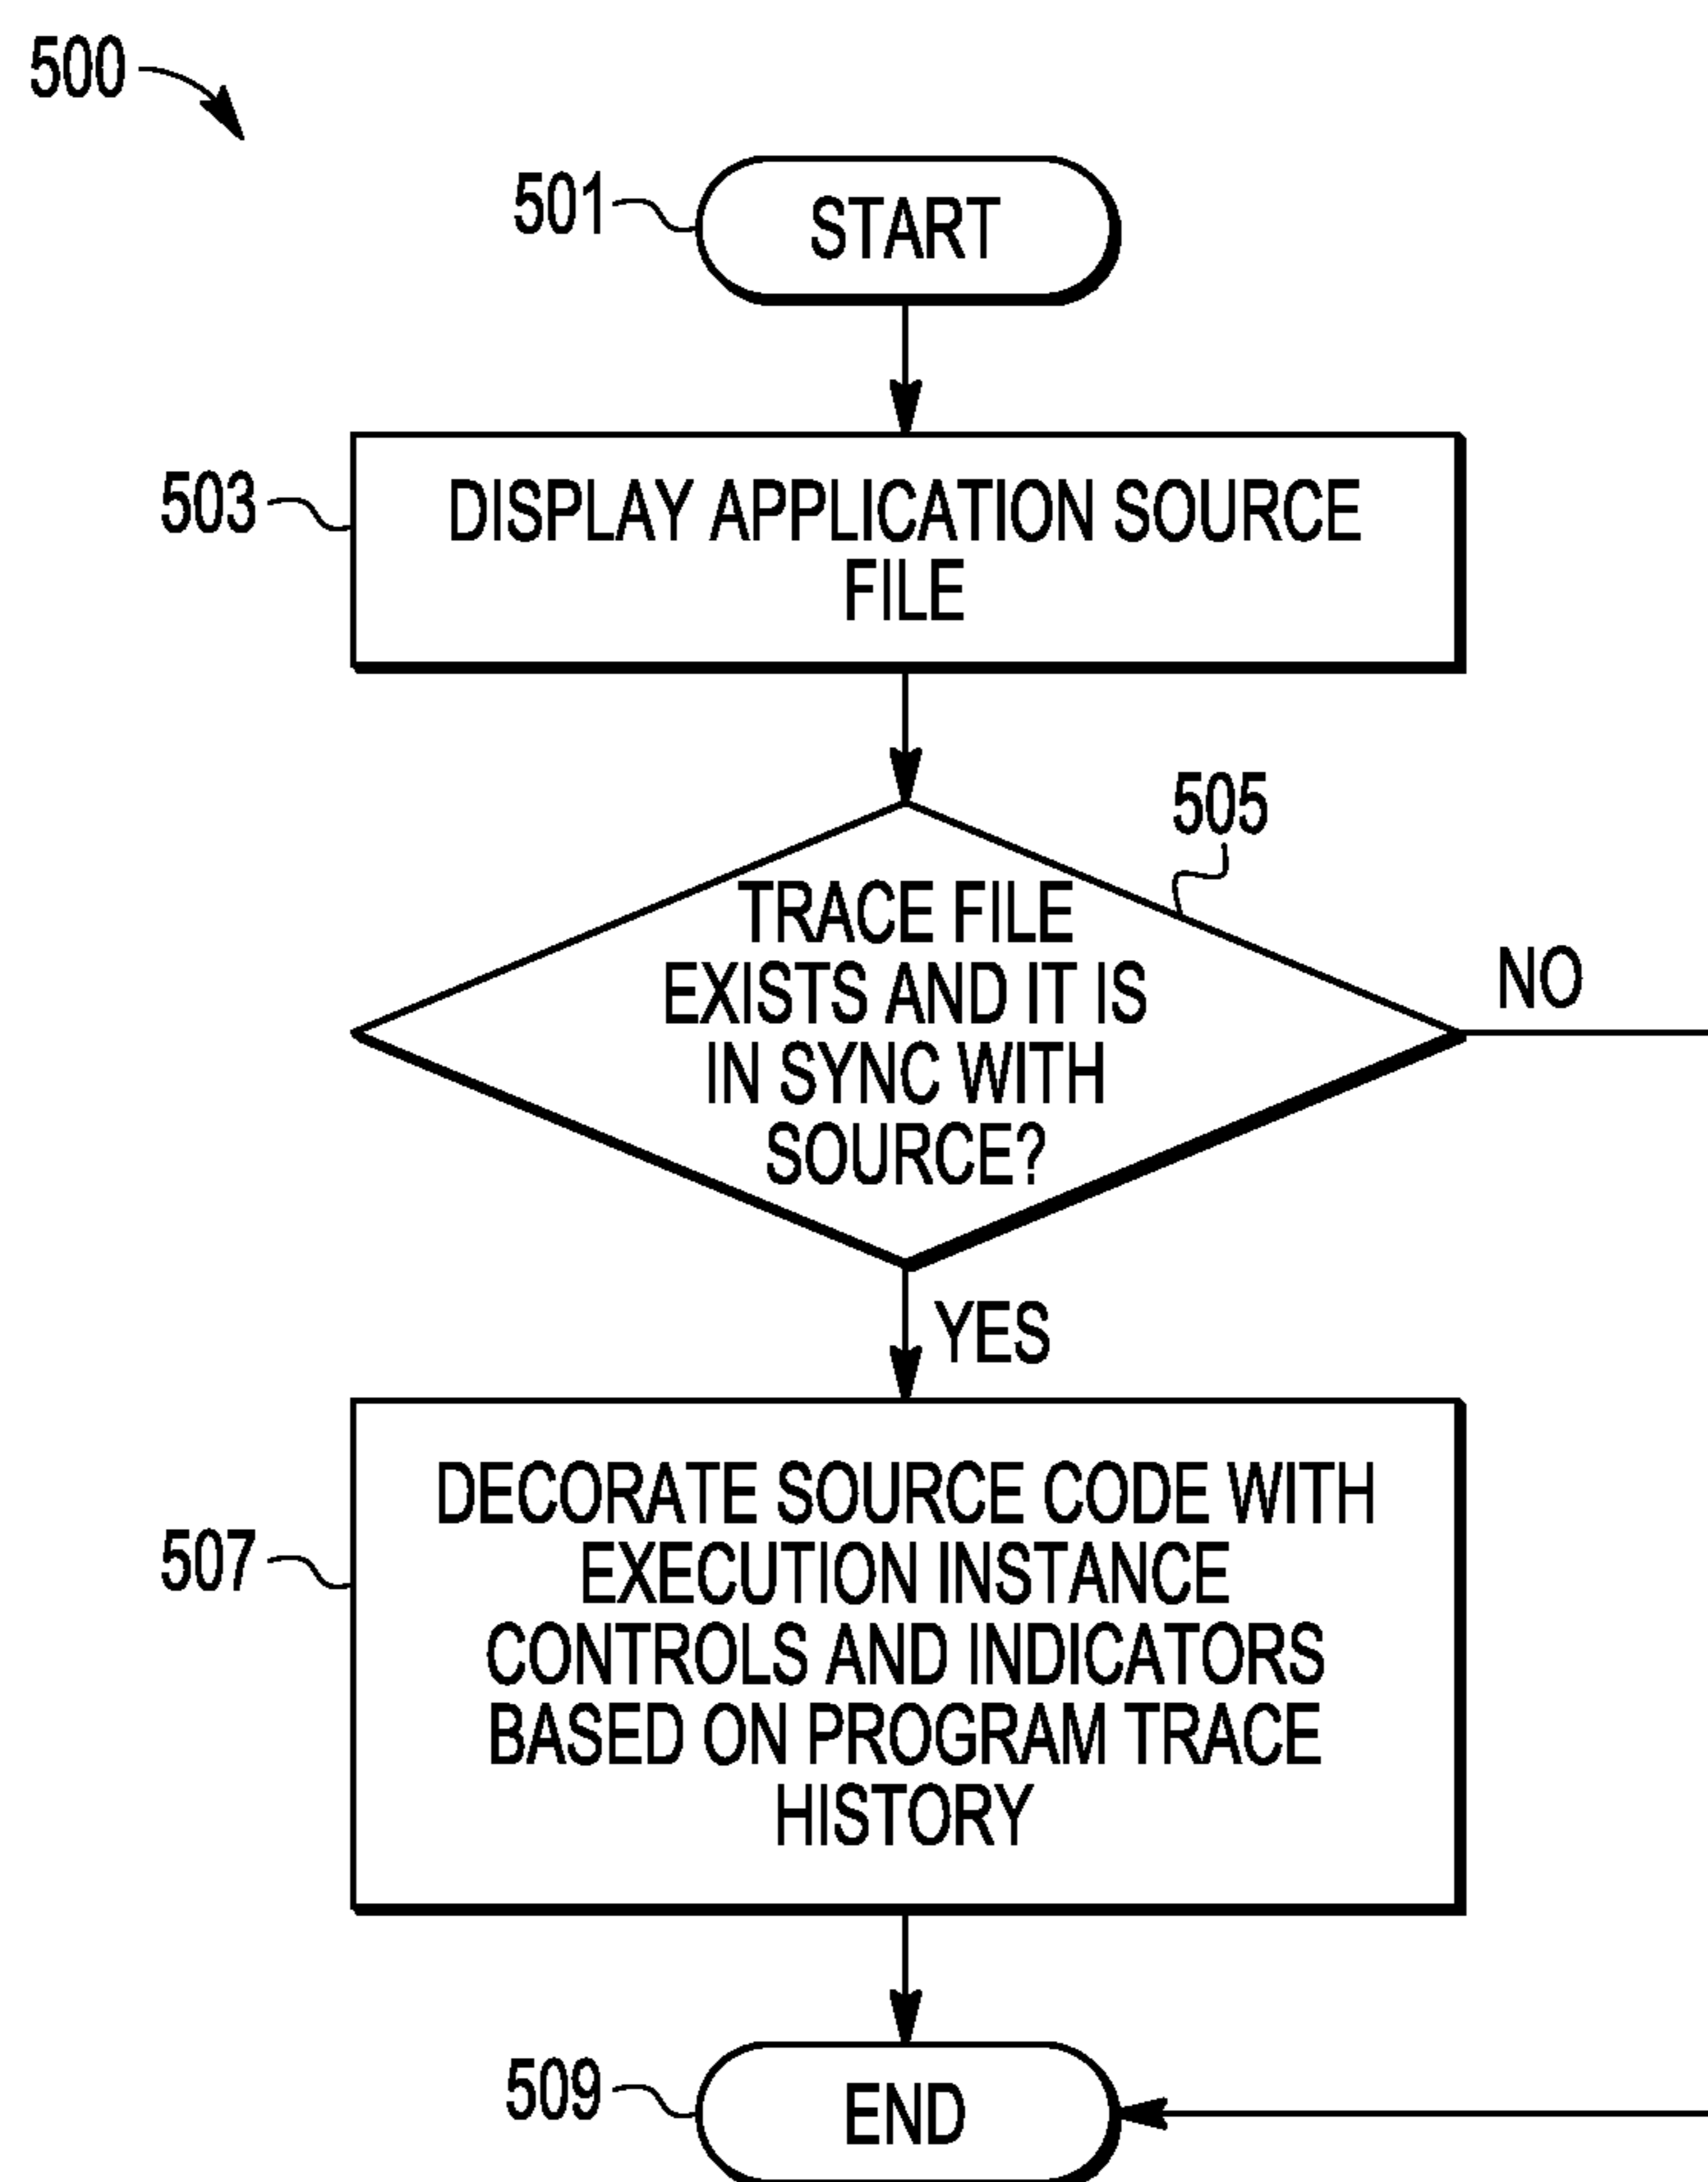 500
501
START
503
DISPLAY APPLICATION SOURCE
FILE
505
TRACE FILE
EXISTS AND IT IS
IN SYNC WITH
SOURCE?
NO
YES
507
DECORATE SOURCE CODE WITH
EXECUTION INSTANCE
CONTROLS AND INDICATORS
BASED ON PROGRAM TRACE
HISTORY
509
END